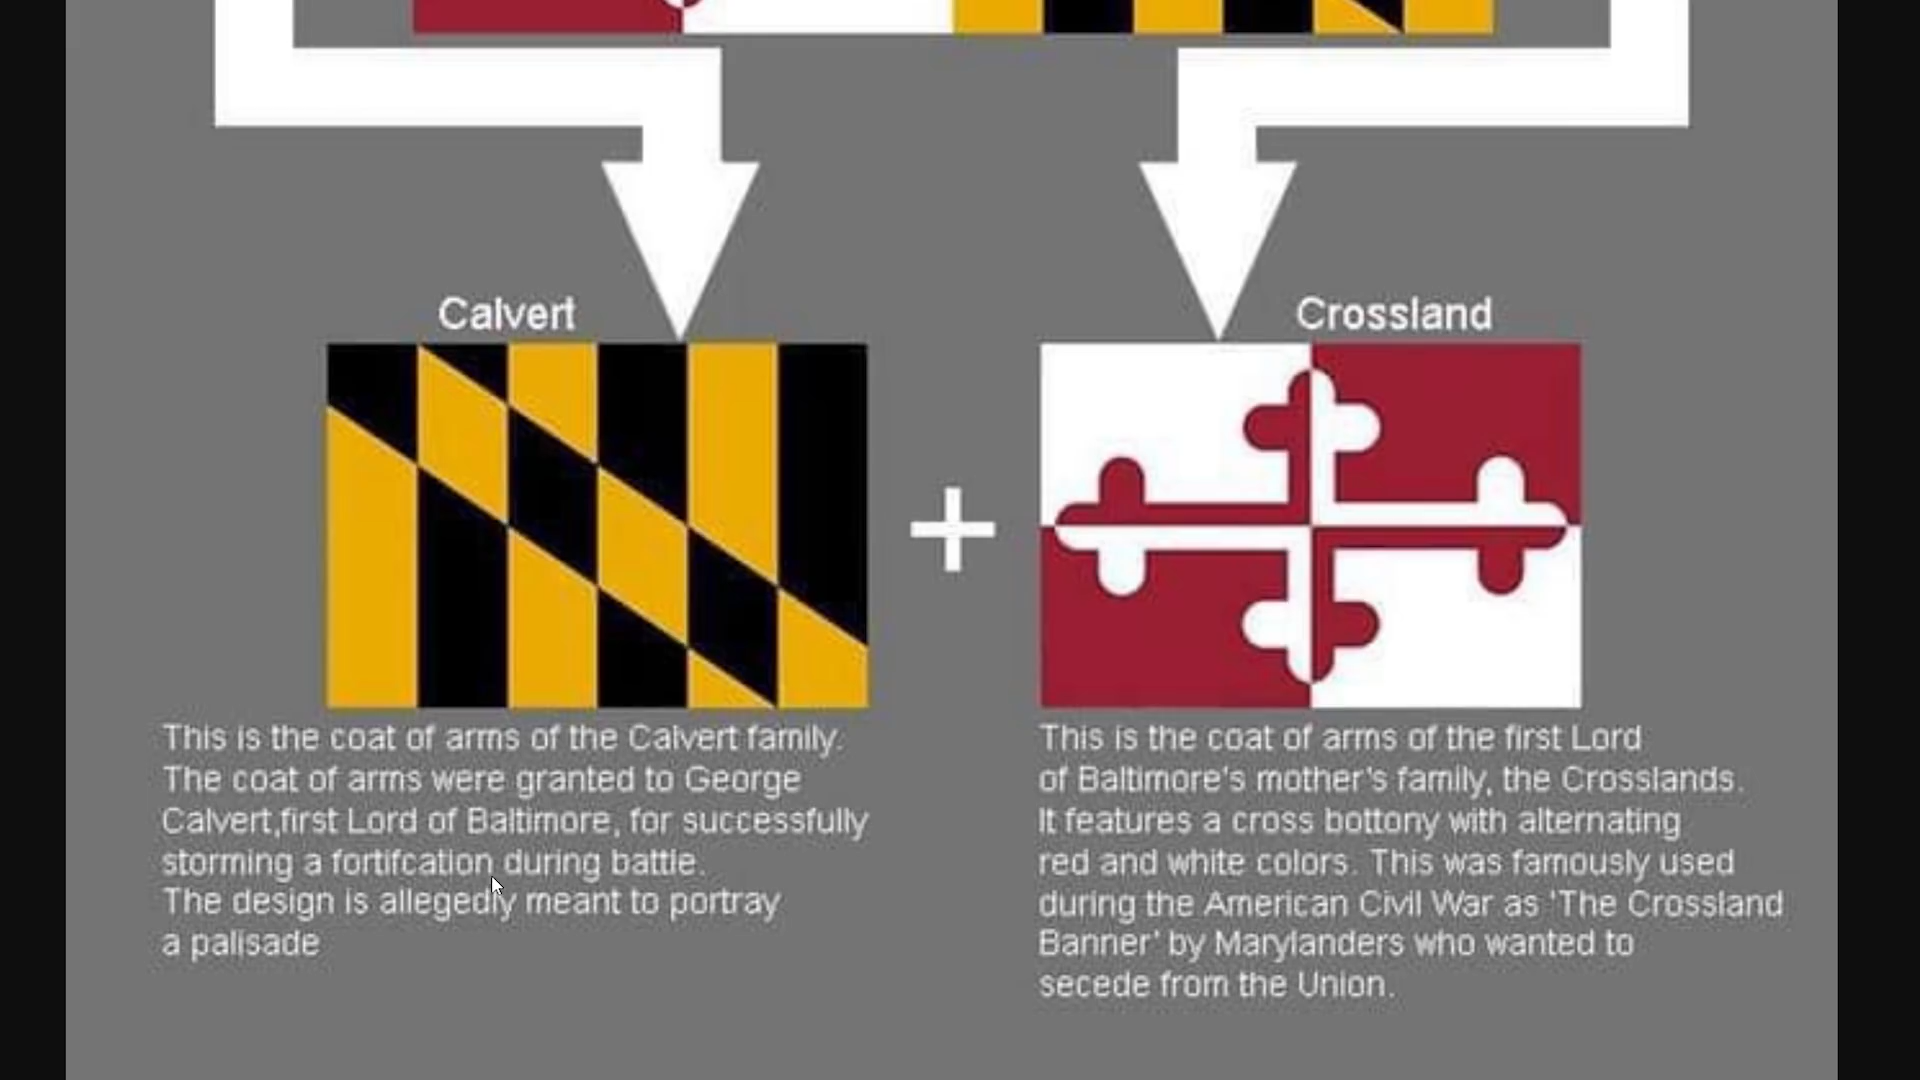 Calvert
This is the coat of arms of the Calvert family.
The coat of arms were granted to George
Calvert,first Lord of Baltimore, for successfully
storming a fortifcation during battle.
The design is allegedly meant to portray
a palisade
Crossland
This is the coat of arms of the first Lord
of Baltimore's mother's family, the Crosslands.
It features a cross bottony with alternating
red and white colors. This was famously used
during the American Civil War as 'The Crossland
Banner' by Marylanders who wanted to
secede from the Union.